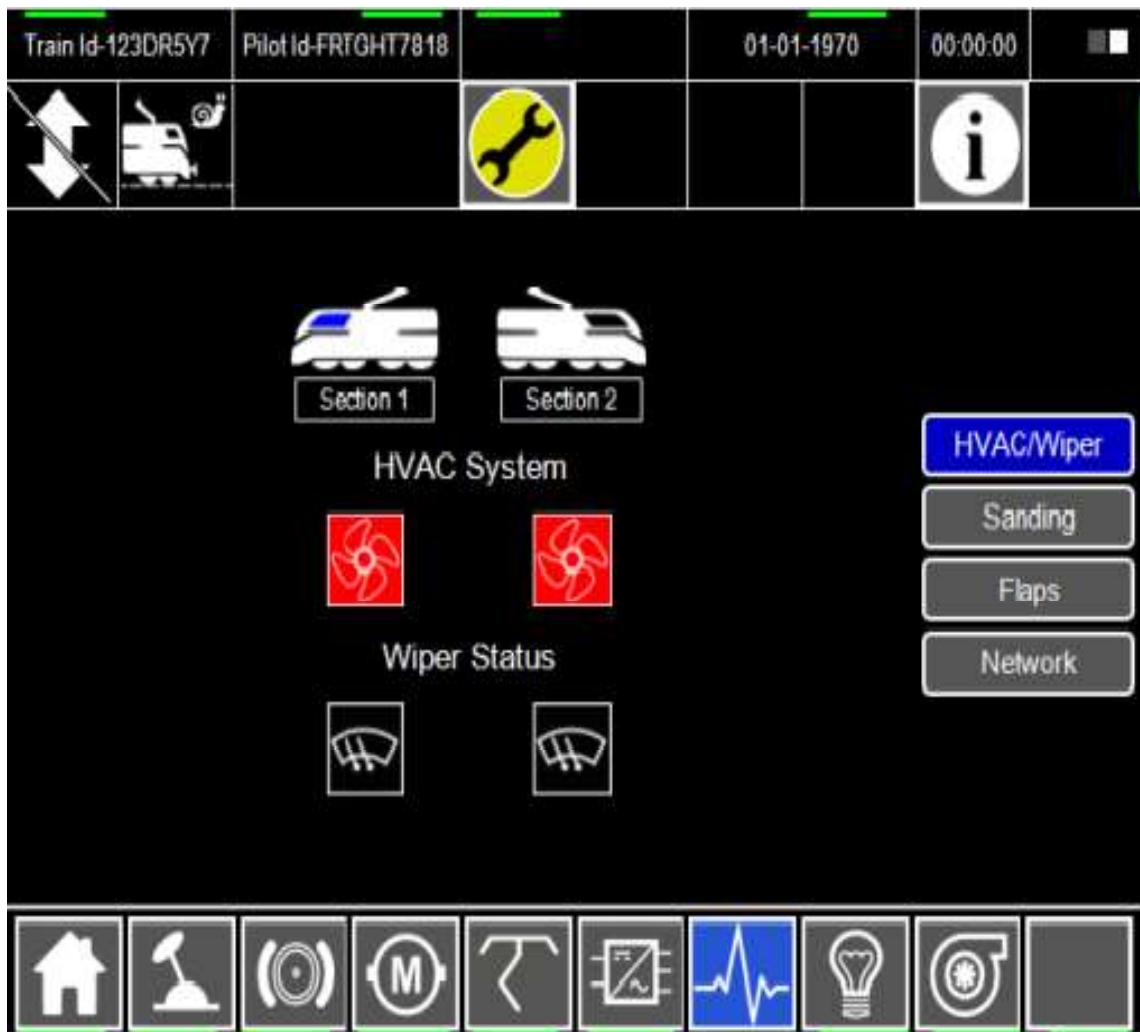 Train Id-123DR5Y7
Pilot Id-FRTGHT7818
01-01-1970
00:00:00
i
Section 1
Section 2
HVAC System
HVAC/Wiper
Sanding
Flaps
Wiper Status
Network
M